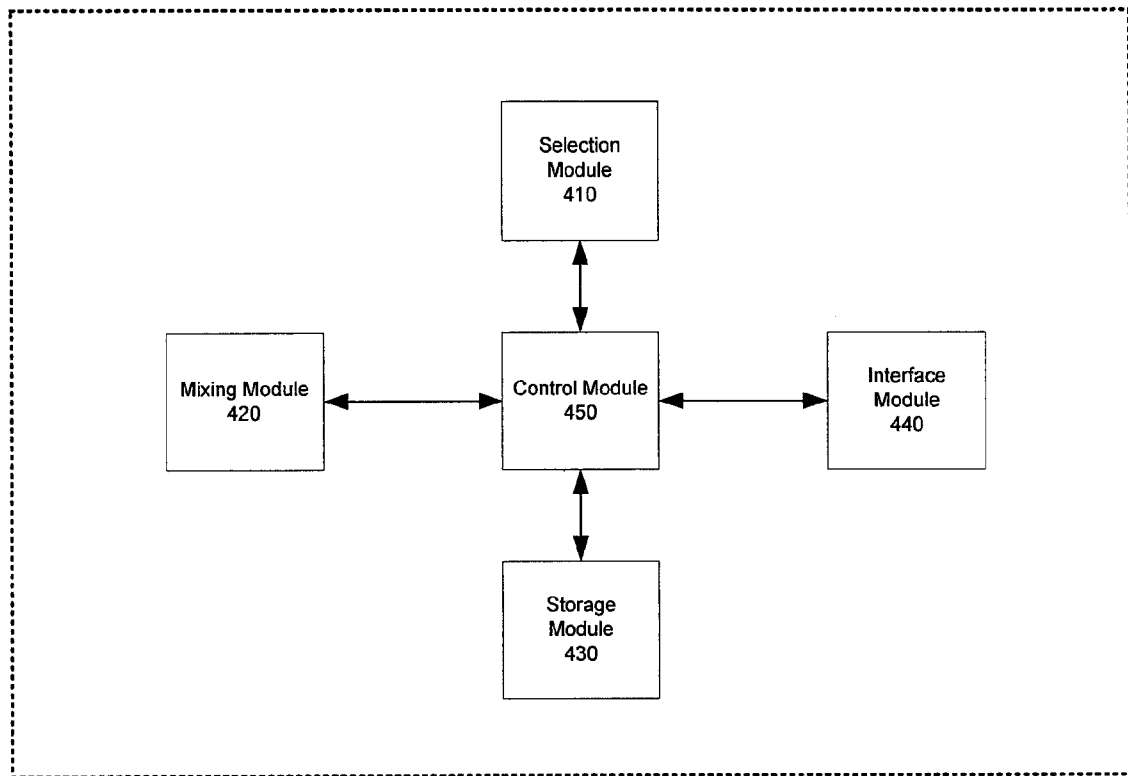 Selection
Module
410
Mixing Module
420
Control Module
450
Interface
Module
440
Storage
Module
430